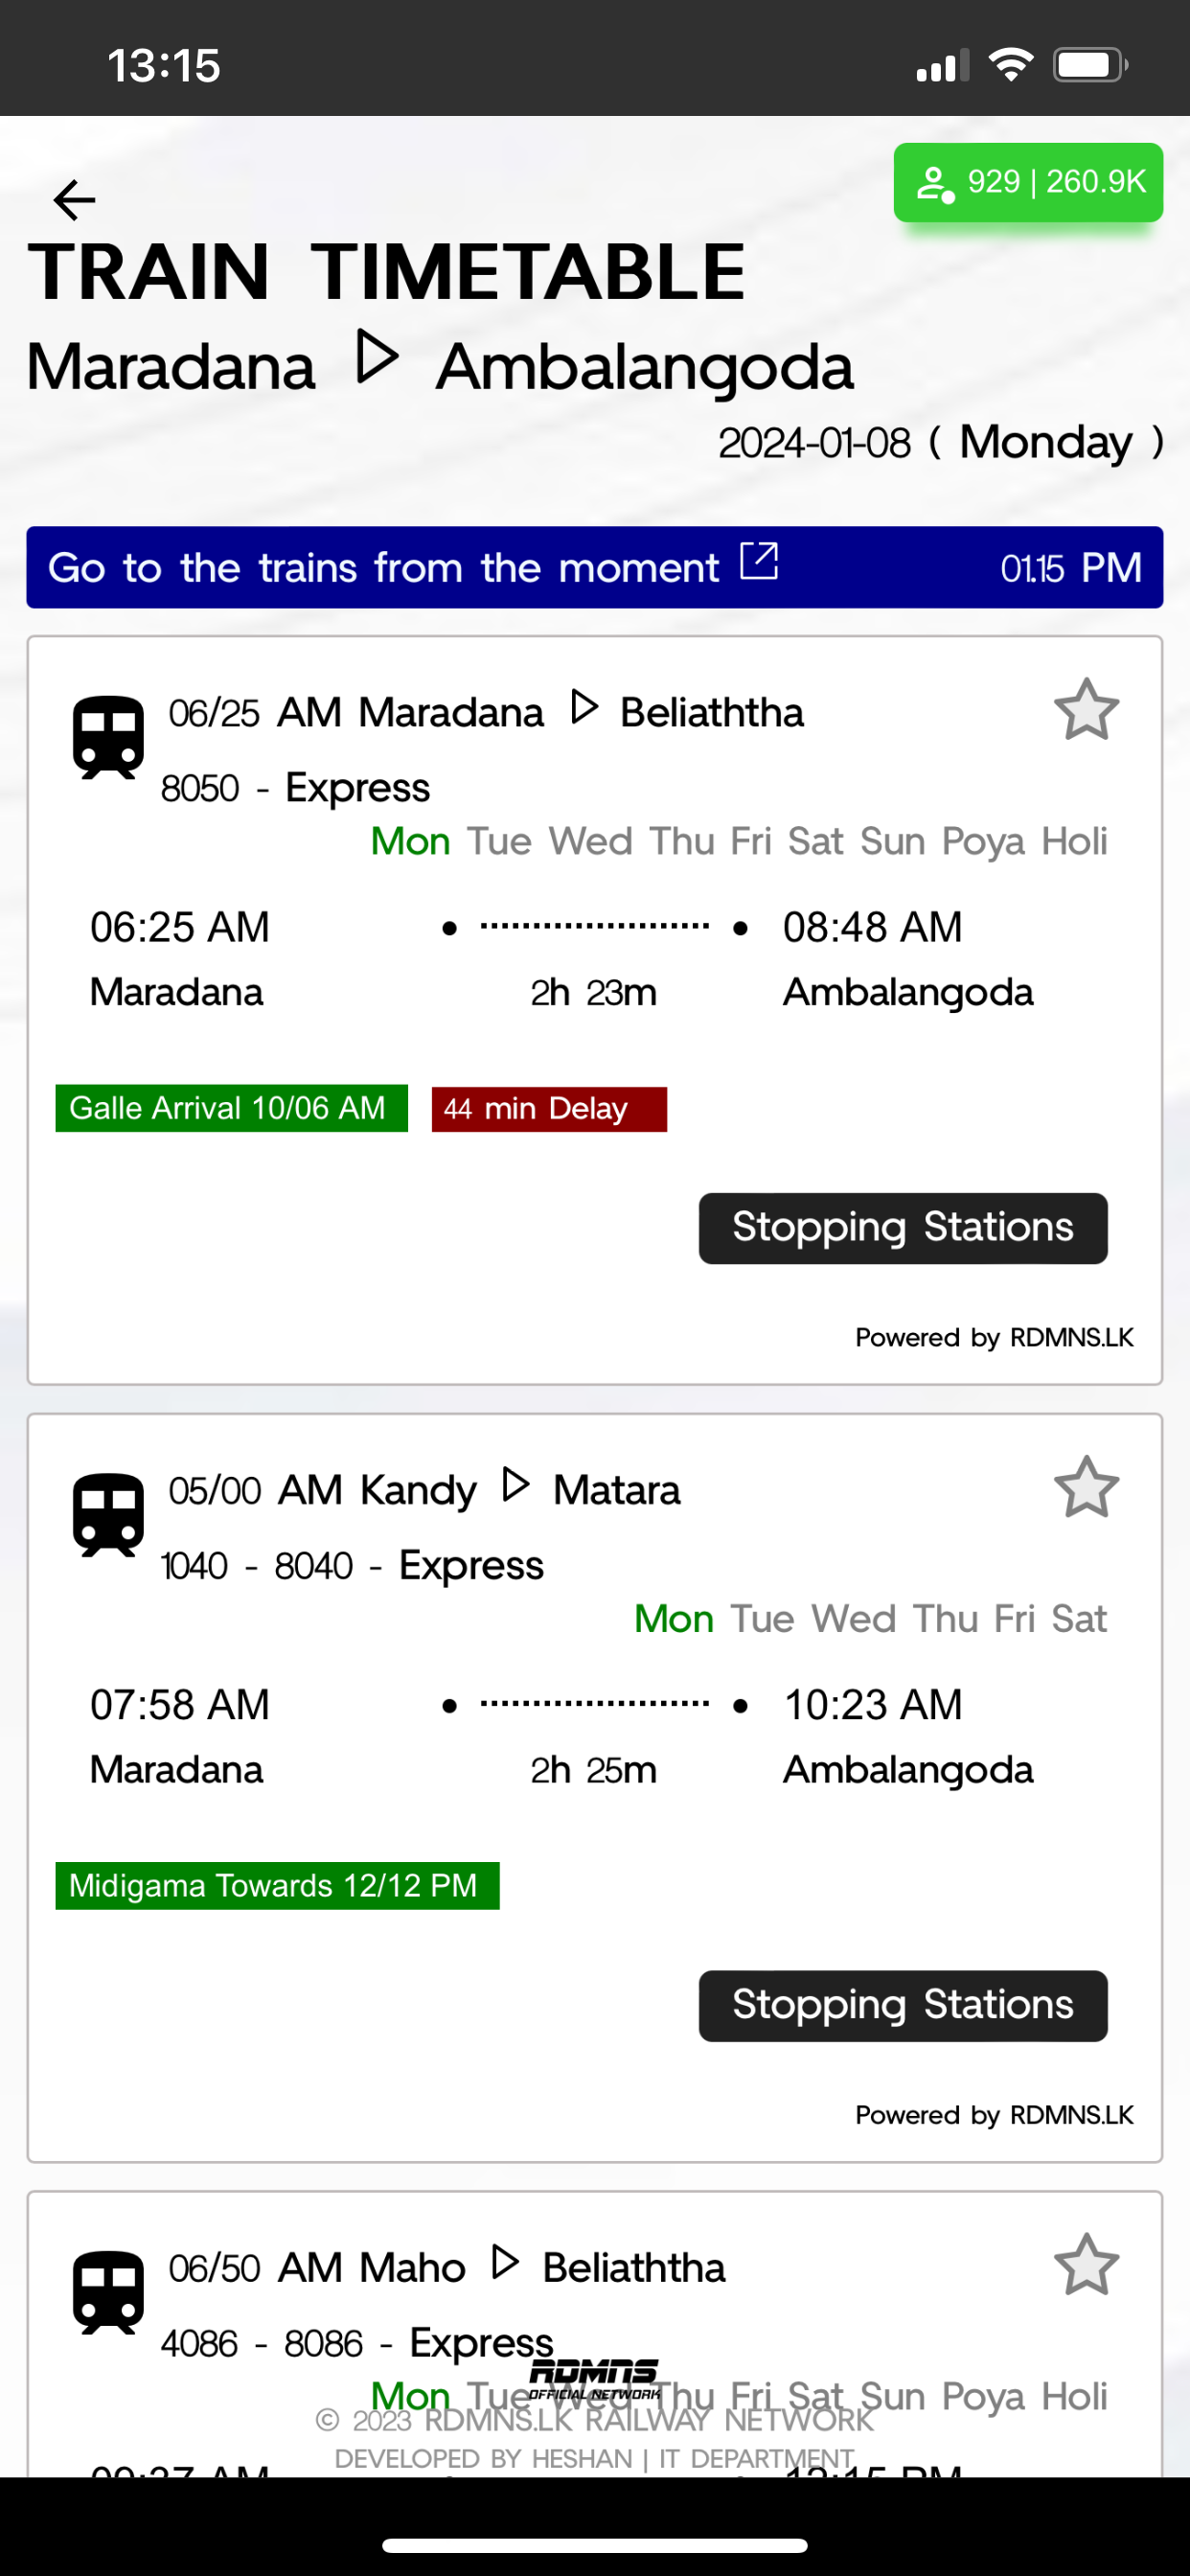 13:15
929 | 260.9K
TRAIN TIMETABLE
Maradana Ambalangoda
2024-01-08 ( Monday )
Go to the trains from the moment 01.15 PM
06/25 AM Maradana Beliaththa
8050 - Express
Mon Tue Wed Thu Fri Sat Sun Poya Holi
06:25 AM 08:48 AM
Maradana 2h 23m Ambalangoda
Galle Arrival 10/06 AM 44 min Delay
Stopping Stations
Powered by RDMNS.LK
05/00 AM Kandy Matara
1040 - 8040 - Express
Mon Tue Wed Thu Fri Sat
07:58 AM 10:23 AM
Maradana 2h 25m Ambalangoda
Midigama Towards 12/12 PM
Stopping Stations
Powered by RDMNS.LK
06/50 AM Maho Beliaththa
4086 - 8086 - Express
RDMNS
OFFICIAL NETWORK
Mon Tue Wed Thu Fri Sat Sun Poya Holi
© 2023 RDMNS.LK RAILWAY NETWORK
DEVELOPED BY HESHAN | IT DEPARTMENT